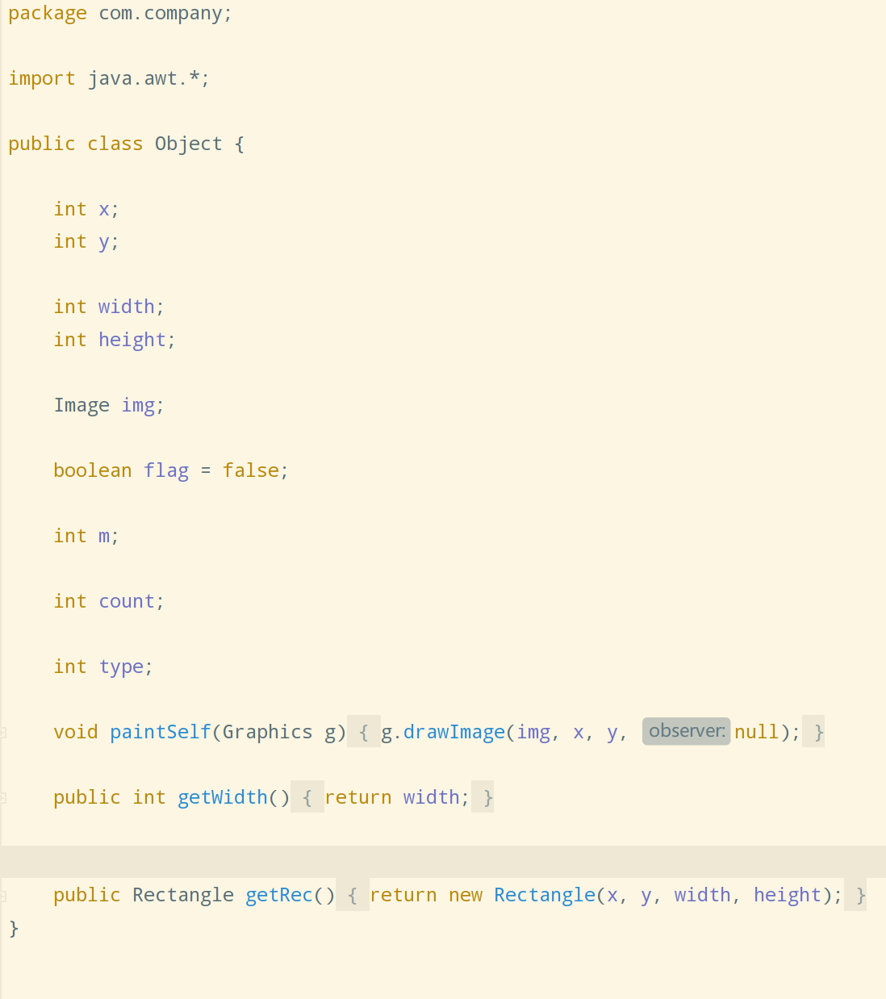 package com.company;
import java.awt.*;
public class Object {
int x;
int y;
int width;
int height;
Image img;
boolean flag = false;
int m;
int count;
int type;
void paintSelf(Graphics g) { g.drawImage(img, x, y, observer: null); }
public int getWidth() { return width; }
public Rectangle getRec() { return new Rectangle(x, y, width, height); }
}